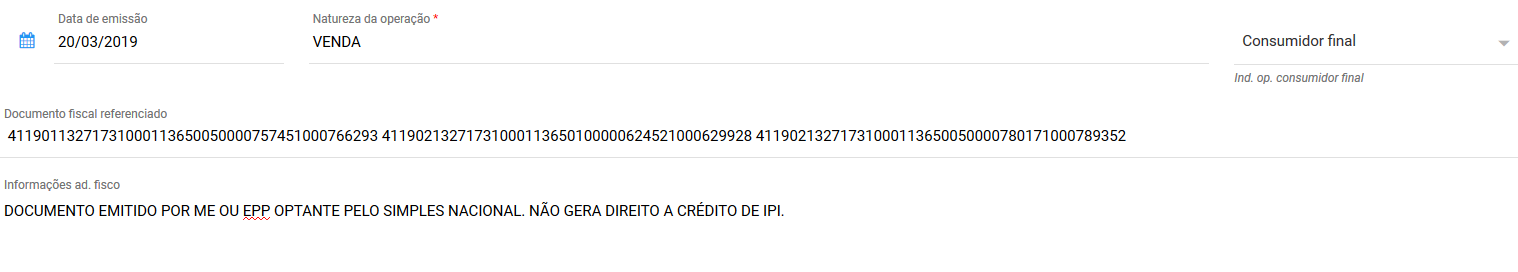 Data de emissão
20/03/2019
Natureza da operação *
VENDA
Consumidor final
Ind. op. consumidor final
Documento fiscal referenciado
41190113271731000113650050000757451000766293 41190213271731000113650100000624521000629928 41190213271731000113650050000780171000789352
Informações ad. fisco
DOCUMENTO EMITIDO POR ME OU EPP OPTANTE PELO SIMPLES NACIONAL. NÃO GERA DIREITO A CRÉDITO DE IPI.